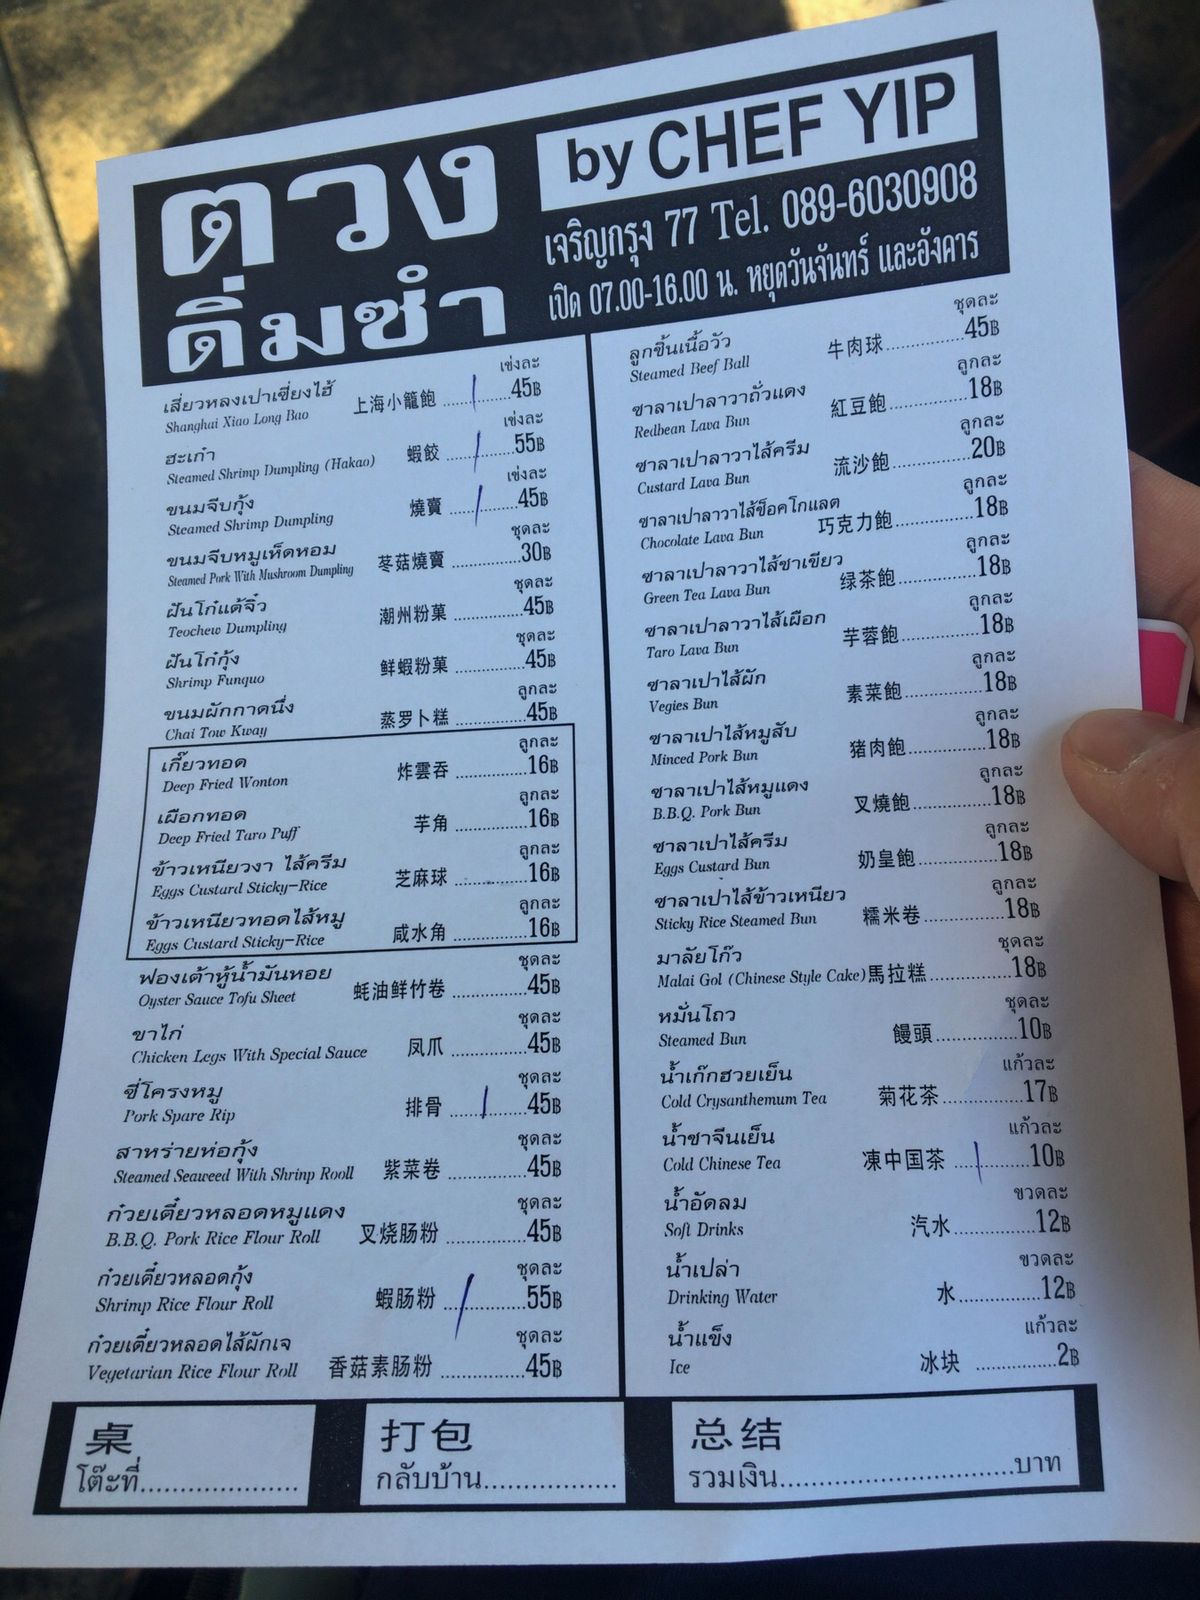 ตวง
ดิ่มซำ
by CHEF YIP
เจริญกรุง 77 Tel. 089-6030908
เปิด 07.00-16.00 น. หยุดวันจันทร์ และอังคาร
เสี่ยวหลงเปาเซี่ยงไฮ้ เข่งละ
Shanghai Xiao Long Bao 上海小籠飽 ..............45฿
ฮะเก๋า เข่งละ
Steamed Shrimp Dumpling (Hakao) 蝦餃 ..............55฿
ขนมจีบกุ้ง เข่งละ
Steamed Shrimp Dumpling 燒賣 ..............45฿
ขนมจีบหมูเห็ดหอม ชุดละ
Steamed Pork With Mushroom Dumpling 苳菇燒賣 ..............30฿
ฝันโก๋แต้จิ๋ว ชุดละ
Teochew Dumpling 潮州粉菓 ..............45฿
ฝันโก๋กุ้ง ชุดละ
Shrimp Funquo 鲜蝦粉菓 ..............45฿
ขนมผักกาดนึ่ง ลูกละ
Chai Tow Kway 蒸罗卜糕 ..............45฿
เกี๊ยวทอด ลูกละ
Deep Fried Wonton 炸雲吞 ..............16฿
เผือกทอด ลูกละ
Deep Fried Taro Puff 芋角 ..............16฿
ข้าวเหนียวงา ไส้ครีม ลูกละ
Eggs Custard Sticky-Rice 芝麻球 ..............16฿
ข้าวเหนียวทอดไส้หมู ลูกละ
Eggs Custard Sticky-Rice 咸水角 ..............16฿
ฟองเต้าหู้น้ำมันหอย ชุดละ
Oyster Sauce Tofu Sheet 蚝油鲜竹卷 ..............45฿
ขาไก่ ชุดละ
Chicken Legs With Special Sauce 凤爪 ..............45฿
ซี่โครงหมู ชุดละ
Pork Spare Rip 排骨 ..............45฿
สาหร่ายห่อกุ้ง ชุดละ
Steamed Seaweed With Shrinp Rooll 紫菜卷 ..............45฿
ก๋วยเตี๋ยวหลอดหมูแดง ชุดละ
B.B.Q. Pork Rice Flour Roll 叉烧肠粉 ..............45฿
ก๋วยเตี๋ยวหลอดกุ้ง ชุดละ
Shrimp Rice Flour Roll 蝦肠粉 ..............55฿
ก๋วยเตี๋ยวหลอดไส้ผักเจ ชุดละ
Vegetarian Rice Flour Roll 香菇素肠粉 ..............45฿
ลูกชิ้นเนื้อวัว ชุดละ
Steamed Beef Ball 牛肉球 ..............45฿
ซาลาเปาลาวาถั่วแดง ลูกละ
Redbean Lava Bun 紅豆飽 ..............18฿
ซาลาเปาลาวาไส้ครีม ลูกละ
Custard Lava Bun 流沙飽 ..............20฿
ซาลาเปาลาวาไส้ช็อคโกแลต ลูกละ
Chocolate Lava Bun 巧克力飽 ..............18฿
ซาลาเปาลาวาไส้ชาเขียว ลูกละ
Green Tea Lava Bun 绿茶飽 ..............18฿
ซาลาเปาลาวาไส้เผือก ลูกละ
Taro Lava Bun 芋蓉飽 ..............18฿
ซาลาเปาไส้ผัก ลูกละ
Vegies Bun 素菜飽 ..............18฿
ซาลาเปาไส้หมูสับ ลูกละ
Minced Pork Bun 猪肉飽 ..............18฿
ซาลาเปาไส้หมูแดง ลูกละ
B.B.Q. Pork Bun 叉燒飽 ..............18฿
ซาลาเปาไส้ครีม ลูกละ
Eggs Custard Bun 奶皇飽 ..............18฿
ซาลาเปาไส้ข้าวเหนียว ลูกละ
Sticky Rice Steamed Bun 糯米卷 ..............18฿
มาลัยโก๊ว ชุดละ
Malai Gol (Chinese Style Cake) 馬拉糕 ..............18฿
หมั่นโถว ชุดละ
Steamed Bun 饅頭 ..............10฿
น้ำเก๊กฮวยเย็น แก้วละ
Cold Crysanthemum Tea 菊花茶 ..............17฿
น้ำชาจีนเย็น แก้วละ
Cold Chinese Tea 凍中国茶 ..............10฿
น้ำอัดลม ขวดละ
Soft Drinks 汽水 ..............12฿
น้ำเปล่า ขวดละ
Drinking Water 水 ..............12฿
น้ำแข็ง แก้วละ
Ice 冰块 ..............2฿
桌
โต๊ะที่....................
打包
กลับบ้าน.................
总结
รวมเงิน..............................บาท